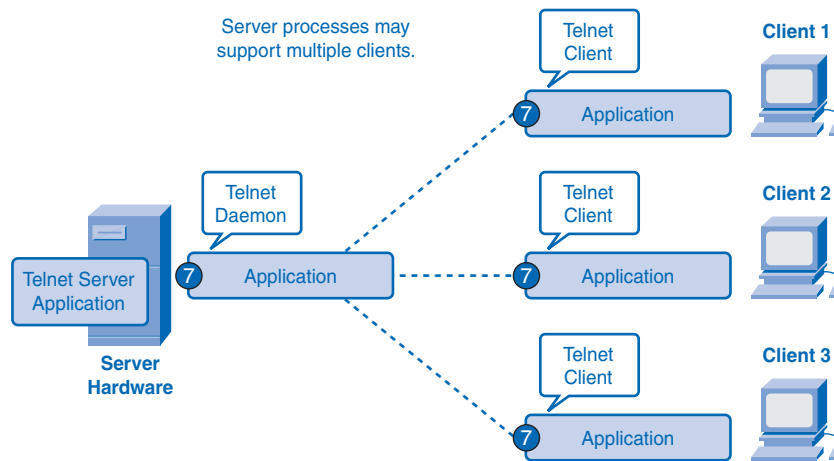 Server processes may
support multiple clients.
Telnet
Client
Client 1
7
Application
Telnet
Daemon
Telnet
Client
Client 2
Telnet Server
Application
7
Application
7
Application
Server
Hardware
Telnet
Client
Client 3
7
Application